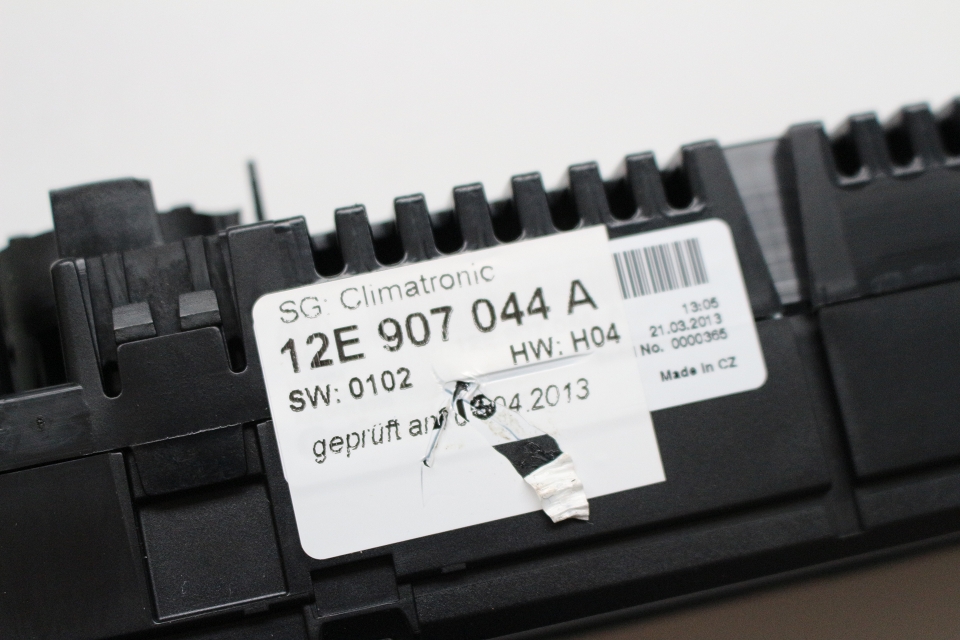 SG: Climatronic
12E 907 044 A
HW: H04
SW: 0102
geprüft am 04.2013
13:05
21.03.2013
No. 0000365
Made in CZ